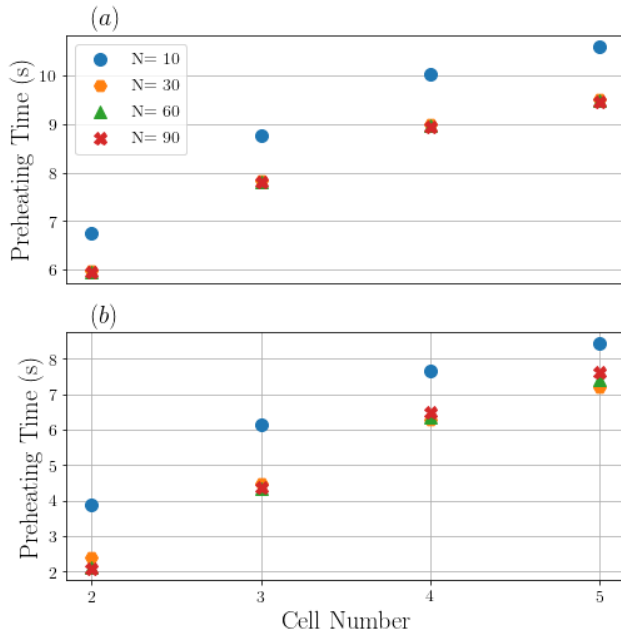 (a)
Preheating Time (s)
10
9
8
7
6
N= 10
N= 30
N= 60
N= 90
(b)
Preheating Time (s)
8
7
6
5
4
3
2
2 3 4 5
Cell Number